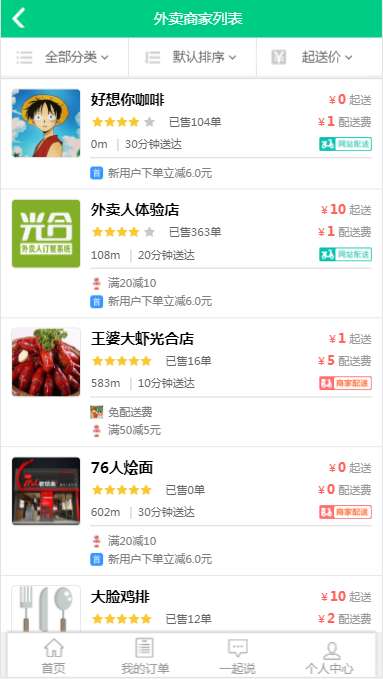 外卖商家列表
全部分类 默认排序 起送价
好想你咖啡 ￥0 起送
已售104单 ￥1 配送费
0m | 30分钟送达 网站配送
首 新用户下单立减6.0元
光合
外卖人订餐系统
外卖人体验店 ￥10 起送
已售363单 ￥1 配送费
108m | 20分钟送达 网站配送
满20减10
首 新用户下单立减6.0元
王婆大虾光合店 ￥1 起送
已售16单 ￥5 配送费
583m | 10分钟送达 商家配送
免配送费
满50减5元
76人烩面 ￥0 起送
已售0单 ￥0 配送费
602m | 30分钟送达 商家配送
满20减10
首 新用户下单立减6.0元
大脸鸡排 ￥10 起送
已售12单 ￥2 配送费
首页 我的订单 一起说 个人中心